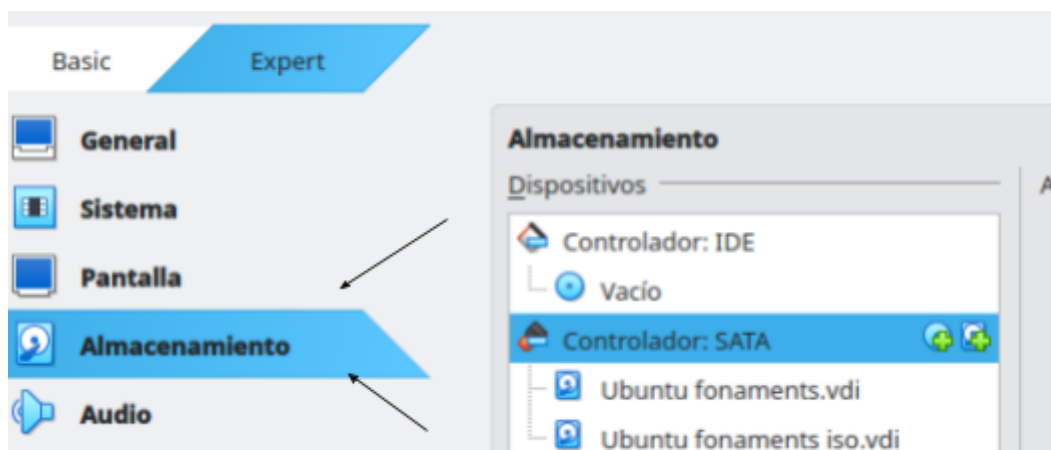 Basic
Expert
General
Sistema
Pantalla
Almacenamiento
Audio
Almacenamiento
Dispositivos
Controlador: IDE
Vacío
Controlador: SATA
Ubuntu fonaments.vdi
Ubuntu fonaments iso.vdi
A